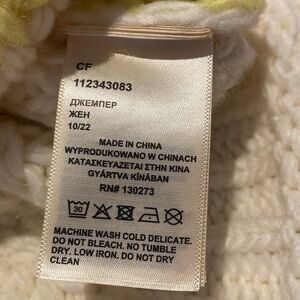 CF
112343083
ДЖЕМПЕР
ЖЕН
10/22
MADE IN CHINA
WYPRODUKOWANO W CHINACH
ΚΑΤΑΣΚΕΥΑΖΕΤΑΙ ΣΤΗΝ ΚΙΝΑ
GYÁRTVA KÍNÁBAN
RN# 130273
30
MACHINE WASH COLD DELICATE.
DO NOT BLEACH. NO TUMBLE
DRY. LOW IRON. DO NOT DRY
CLEAN